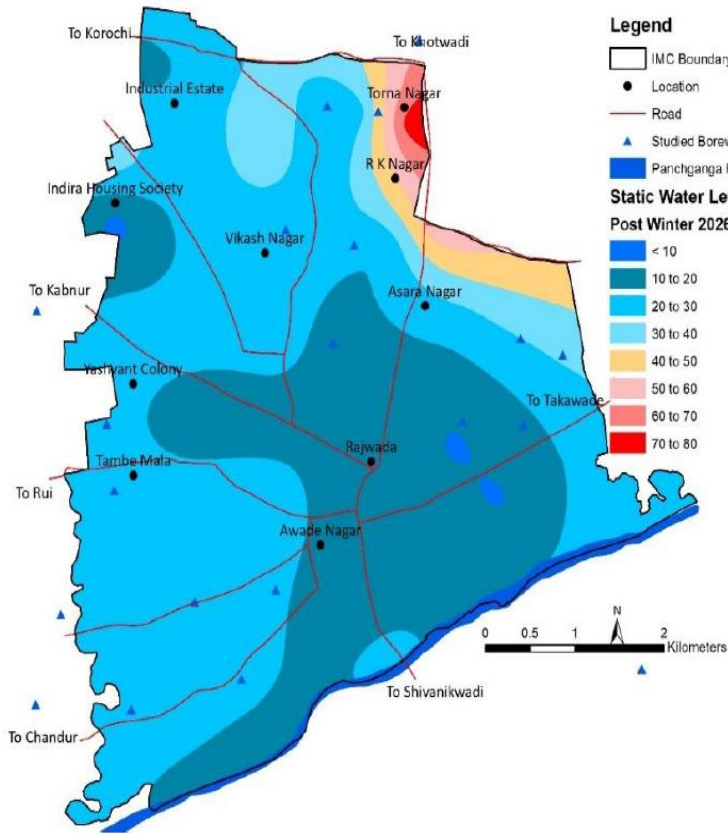 To Korochi
To Khotwadi
Industrial Estate
Torna Nagar
R K Nagar
Indira Housing Society
Vikash Nagar
To Kabnur
Asara Nagar
Yashvant Colony
To Takawade
Rajwada
Tambe Mala
To Rui
Awade Nagar
To Shivanikwadi
To Chandur
Legend
IMC Boundary
Location
Road
Studied Borew
Panchganga
Static Water Le
Post Winter 2026
< 10
10 to 20
20 to 30
30 to 40
40 to 50
50 to 60
60 to 70
70 to 80
N
0 0.5 1 2
Kilometers